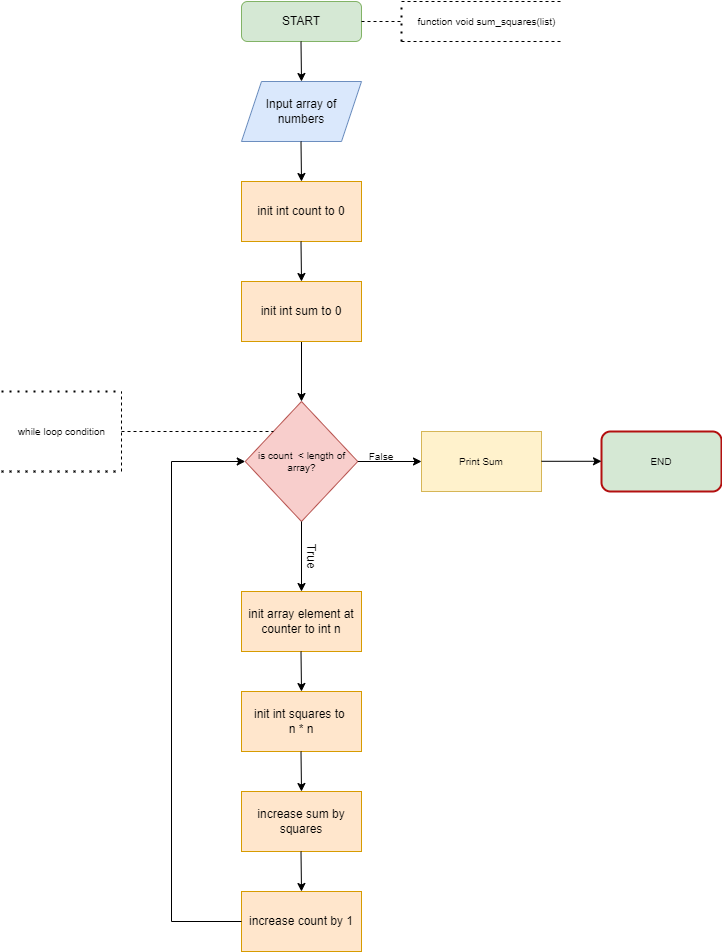 START
function void sum_squares(list)
Input array of
numbers
init int count to 0
init int sum to 0
while loop condition
is count < length of
array?
False
Print Sum
END
True
init array element at
counter to int n
init int squares to
n * n
increase sum by
squares
increase count by 1